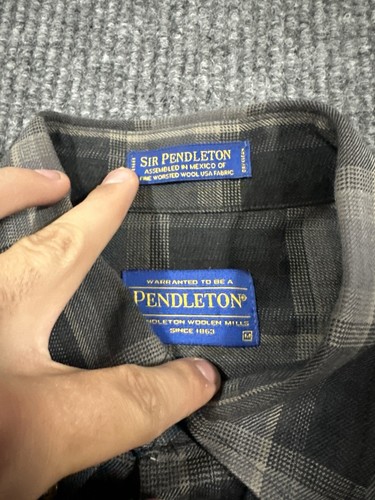 SIR PENDLETON
ASSEMBLED IN MEXICO OF
FINE WORSTED WOOL USA FABRIC
WARRANTED TO BE A
PENDLETON®
NDLETON WOOLEN MILLS
SINCE 1863
M